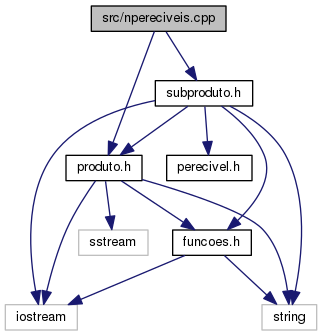 src/npereciveis.cpp
subproduto.h
produto.h
perecivel.h
sstream
funcoes.h
iostream
string